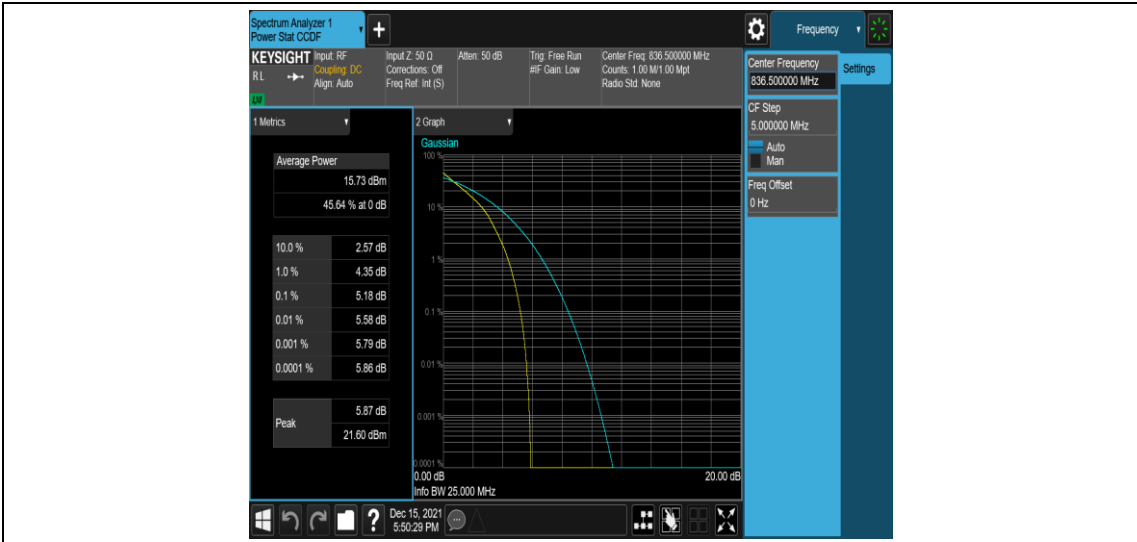 Spectrum Analyzer 1
Power Stat CCDF
+
Frequency
KEYSIGHT
R L
LXI
Input: RF
Coupling: DC
Align: Auto
Input Z: 50 Ω
Corrections: Off
Freq Ref: Int (S)
Atten: 50 dB
Trig: Free Run
#IF Gain: Low
Center Freq: 836.500000 MHz
Counts: 1.00 M/1.00 Mpt
Radio Std: None
Center Frequency
836.500000 MHz
Settings
CF Step
5.000000 MHz
Auto
Man
Freq Offset
0 Hz
1 Metrics
Average Power
15.73 dBm
45.64 % at 0 dB
10.0 % 2.57 dB
1.0 % 4.35 dB
0.1 % 5.18 dB
0.01 % 5.58 dB
0.001 % 5.79 dB
0.0001 % 5.86 dB
Peak
5.87 dB
21.60 dBm
2 Graph
Gaussian
100 %
10 %
1 %
0.1 %
0.01 %
0.001 %
0.0001 %
0.00 dB 20.00 dB
Info BW 25.000 MHz
?
Dec 15, 2021
5:50:29 PM